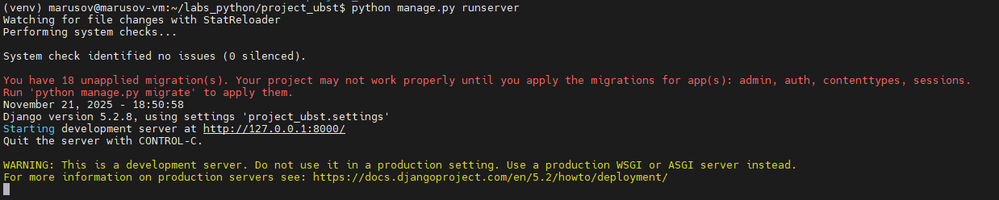 (venv) marusov@marusov-vm:~/labs_python/project_ubst$ python manage.py runserver
Watching for file changes with StatReloader
Performing system checks...
System check identified no issues (0 silenced).
You have 18 unapplied migration(s). Your project may not work properly until you apply the migrations for app(s): admin, auth, contenttypes, sessions.
Run 'python manage.py migrate' to apply them.
November 21, 2025 - 18:50:58
Django version 5.2.8, using settings 'project_ubst.settings'
Starting development server at http://127.0.0.1:8000/
Quit the server with CONTROL-C.
WARNING: This is a development server. Do not use it in a production setting. Use a production WSGI or ASGI server instead.
For more information on production servers see: https://docs.djangoproject.com/en/5.2/howto/deployment/